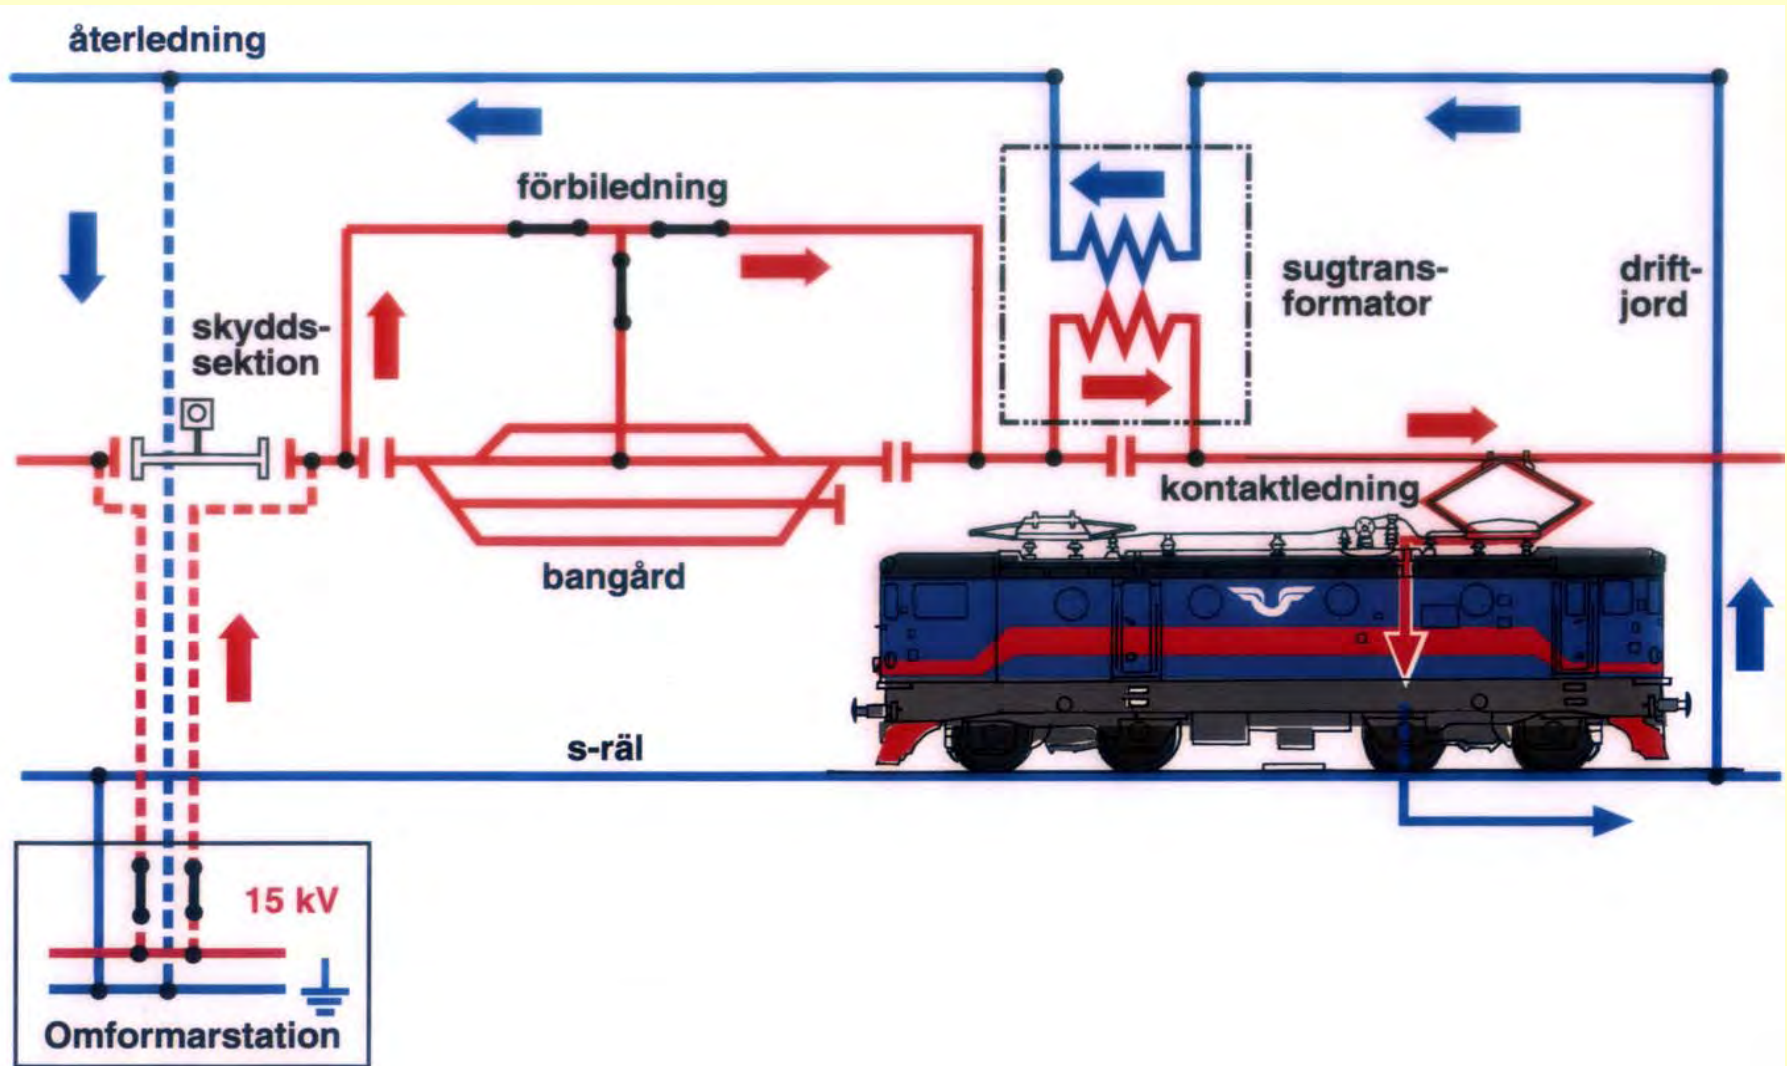 återledning
förbiledning
skydds-
sektion
sugtrans-
formator
drift-
jord
kontaktledning
bangård
s-räl
15 kV
Omformarstation